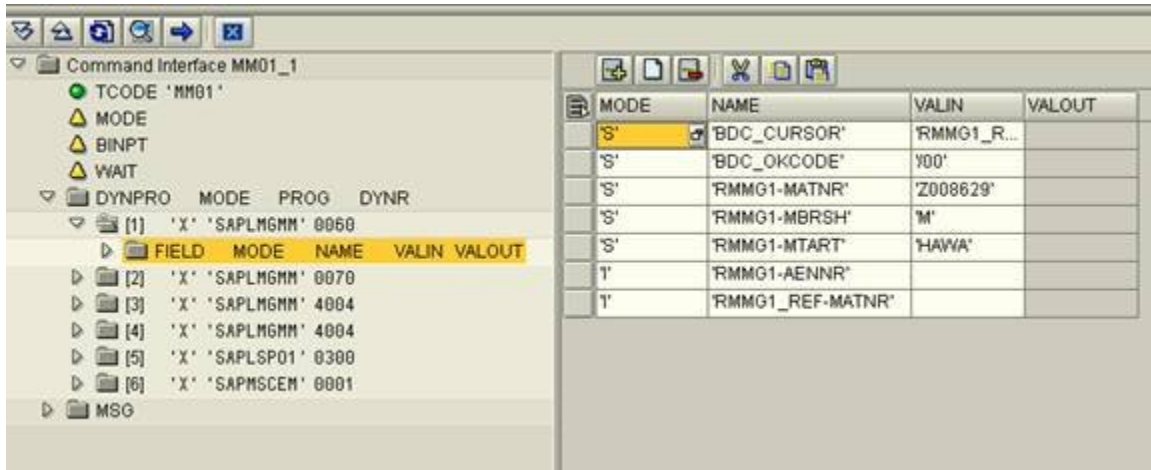 Command Interface MM01_1
TCODE 'MM01'
MODE
BINPT
WAIT
DYNPRO MODE PROG DYNR
[1] 'X' 'SAPLMGMM' 0060
FIELD MODE NAME VALIN VALOUT
[2] 'X' 'SAPLMGMM' 0070
[3] 'X' 'SAPLMGMM' 4004
[4] 'X' 'SAPLMGMM' 4004
[5] 'X' 'SAPLSPO1' 0300
[6] 'X' 'SAPMSCEM' 0001
MSG
MODE NAME VALIN VALOUT
'S' 'BDC_CURSOR' 'RMMG1_R...
'S' 'BDC_OKCODE' '/00'
'S' 'RMMG1-MATNR' 'Z008629'
'S' 'RMMG1-MBRSH' 'M'
'S' 'RMMG1-MTART' 'HAWA'
'I' 'RMMG1-AENNR'
'I' 'RMMG1_REF-MATNR'